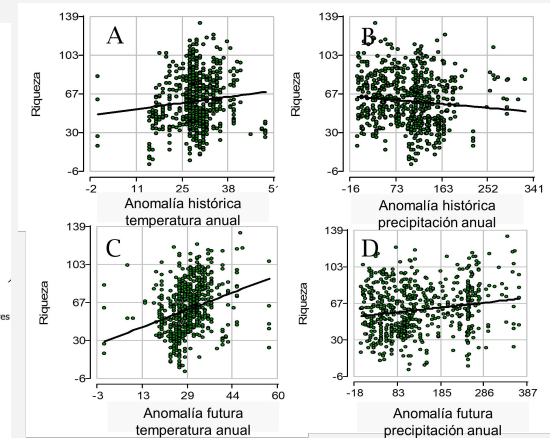 139
103
67
30
-6
Riqueza
A
-2 11 25 38 5
Anomalía histórica
temperatura anual
139
103
67
30
-6
Riqueza
B
-16 73 163 252 341
Anomalía histórica
precipitación anual
139
103
67
30
-6
Riqueza
C
-3 13 29 44 60
Anomalía futura
temperatura anual
139
103
67
30
-6
Riqueza
D
-18 83 185 286 387
Anomalía futura
precipitación anual
res